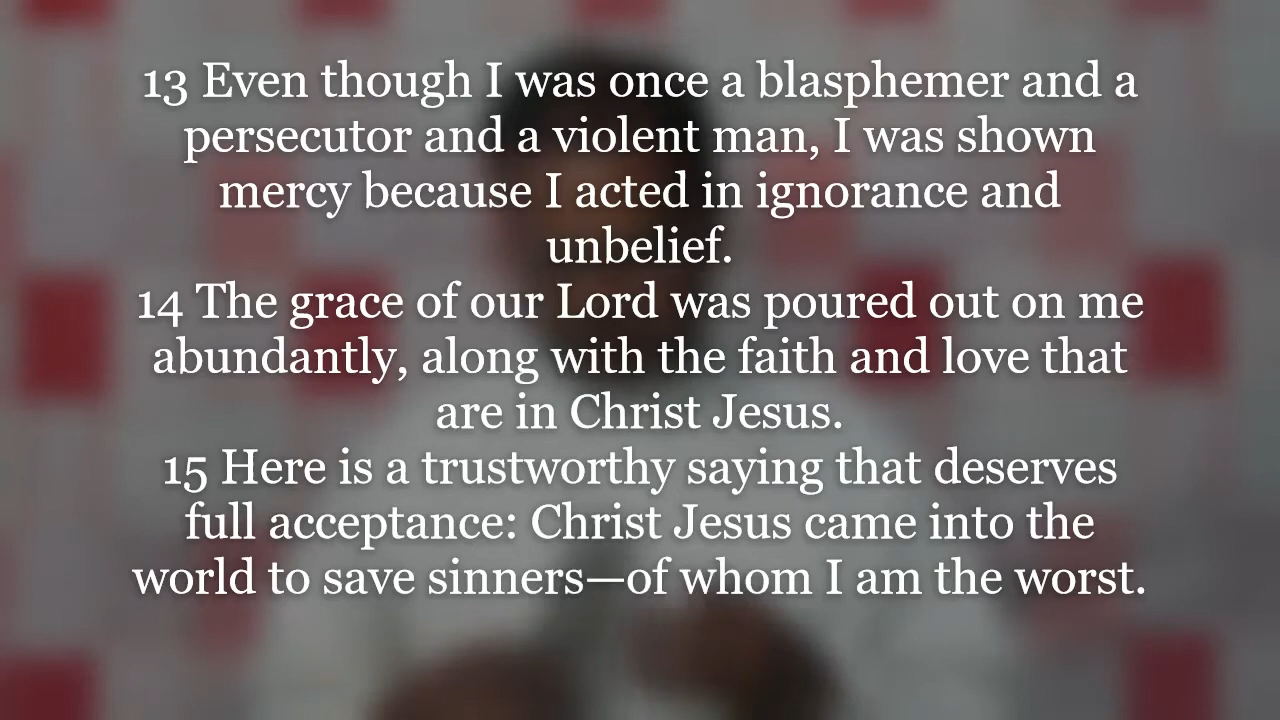 13 Even though I was once a blasphemer and a
persecutor and a violent man, I was shown
mercy because I acted in ignorance and
unbelief.
14 The grace of our Lord was poured out on me
abundantly, along with the faith and love that
are in Christ Jesus.
15 Here is a trustworthy saying that deserves
full acceptance: Christ Jesus came into the
world to save sinners—of whom I am the worst.